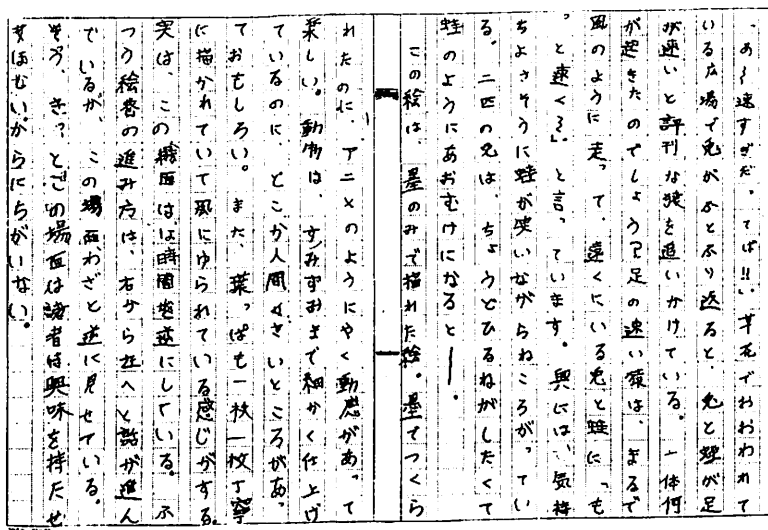 「あ〜速すぎだ。てば!!」草花でおおわれて
いる広場で兎がふとふり返ると、兎と蛙が足
が速いと評判な猿を追いかけている。一体何
が起きたのでしょう?足の速い猿は、まるで
風のように走って、遠くにいる兎と蛙に「も
っと速く〜」と言っています。奥には、気持
ちよさそうに蛙が笑いながらねころがってい
る。二匹の兎は、ちょうどひるねがしたくて
蛙のようにあおむけになると―。
この絵は、墨のみで描れた絵。墨でつくら
れたのに、アニメのようにやく動感があって
楽しい。動物は、すみずみまで細かく仕上げ
ているのに、どこか人間くさいところがあっ
ておもしろい。また、葉っぱも一枚一枚丁寧
に描かれていて風にゆられている感じがする。
実は、この場面は時間を逆にしている。ふ
つう絵巻の進み方は、右から左へと話が進ん
でいるが、この場面、わざと逆に見せている。
そう、きっとこの場面は読者は興味を持たせ
たいからにちがいない。